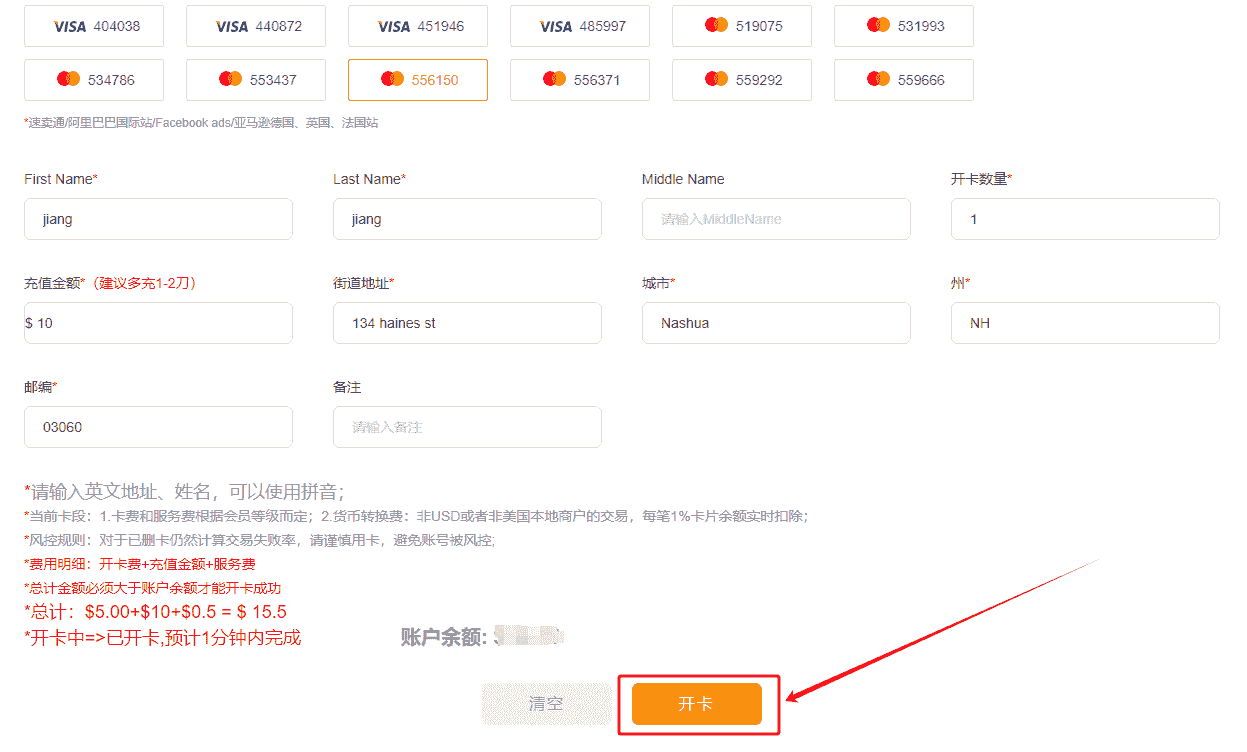 VISA 404038 VISA 440872 VISA 451946 VISA 485997 519075 531993
534786 553437 556150 556371 559292 559666
*速卖通/阿里巴巴国际站/Facebook ads/亚马逊德国、英国、法国站
First Name* Last Name* Middle Name 开卡数量*
jiang jiang 请输入MiddleName 1
充值金额*（建议多充1-2刀） 街道地址* 城市* 州*
$ 10 134 haines st Nashua NH
邮编* 备注
03060 请输入备注
*请输入英文地址、姓名，可以使用拼音；
*当前卡段：1.卡费和服务费根据会员等级而定；2.货币转换费：非USD或者非美国本地商户的交易，每笔1%卡片余额实时扣除；
*风控规则：对于已删卡仍然计算交易失败率，请谨慎用卡，避免账号被风控;
*费用明细：开卡费+充值金额+服务费
*总计金额必须大于账户余额才能开卡成功
*总计：$5.00+$10+$0.5 = $ 15.5
*开卡中=>已开卡,预计1分钟内完成 账户余额:
清空 开卡